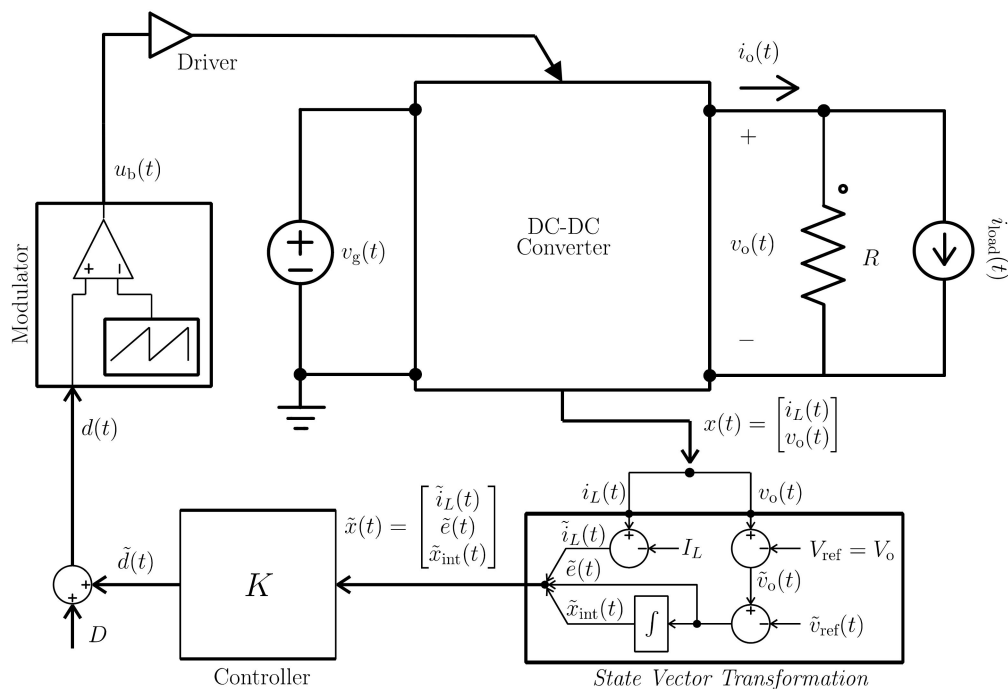 Driver
i_o(t)
u_b(t)
+
Modulator
+ −
+
−
v_g(t)
DC-DC
Converter
v_o(t)
R
i_load(t)
−
d(t)
x(t) = [i_L(t)
v_o(t)]
i_L(t)
v_o(t)
x̃(t) = [ĩ_L(t)
ẽ(t)
x̃_int(t)]
ĩ_L(t)
+ −
I_L
+ −
V_ref = V_o
ẽ(t)
ṽ_o(t)
d̃(t)
K
x̃_int(t)
∫
+ −
ṽ_ref(t)
+
+
D
Controller
State Vector Transformation